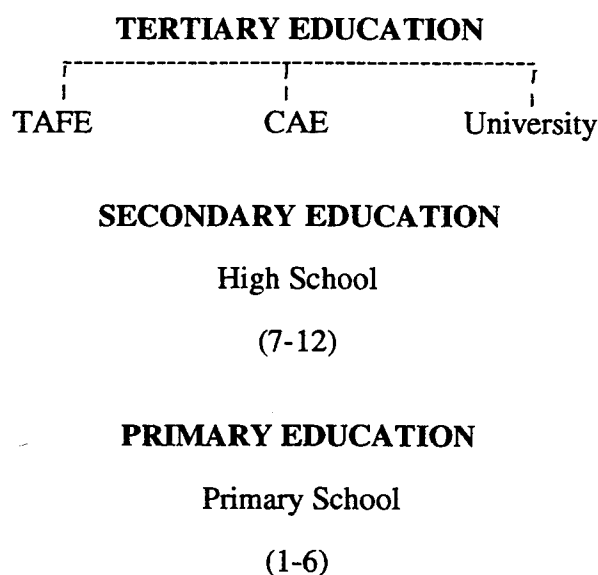 TERTIARY EDUCATION
TAFE CAE University
SECONDARY EDUCATION
High School
(7-12)
PRIMARY EDUCATION
Primary School
(1-6)